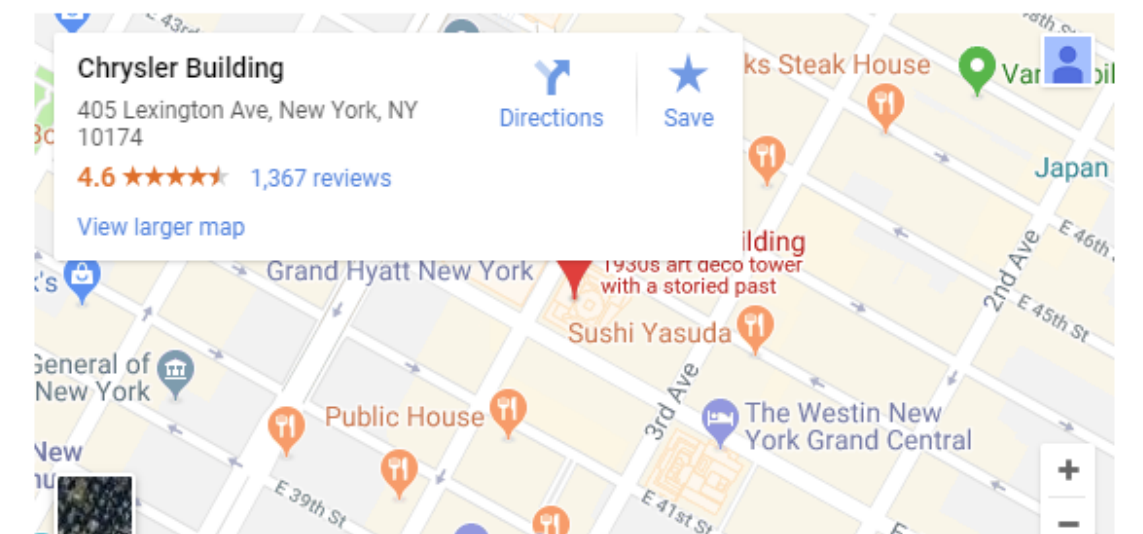 E 43rd
Chrysler Building
405 Lexington Ave, New York, NY
10174
4.6
1,367 reviews
View larger map
Directions
Save
ks Steak House
Japan
E 46th
ilding
1930s art deco tower
with a storied past
2nd Ave
E 45th St
k's
Grand Hyatt New York
Sushi Yasuda
General of
New York
Public House
3rd Ave
The Westin New
York Grand Central
New
E 39th St
E 41st St
+
−